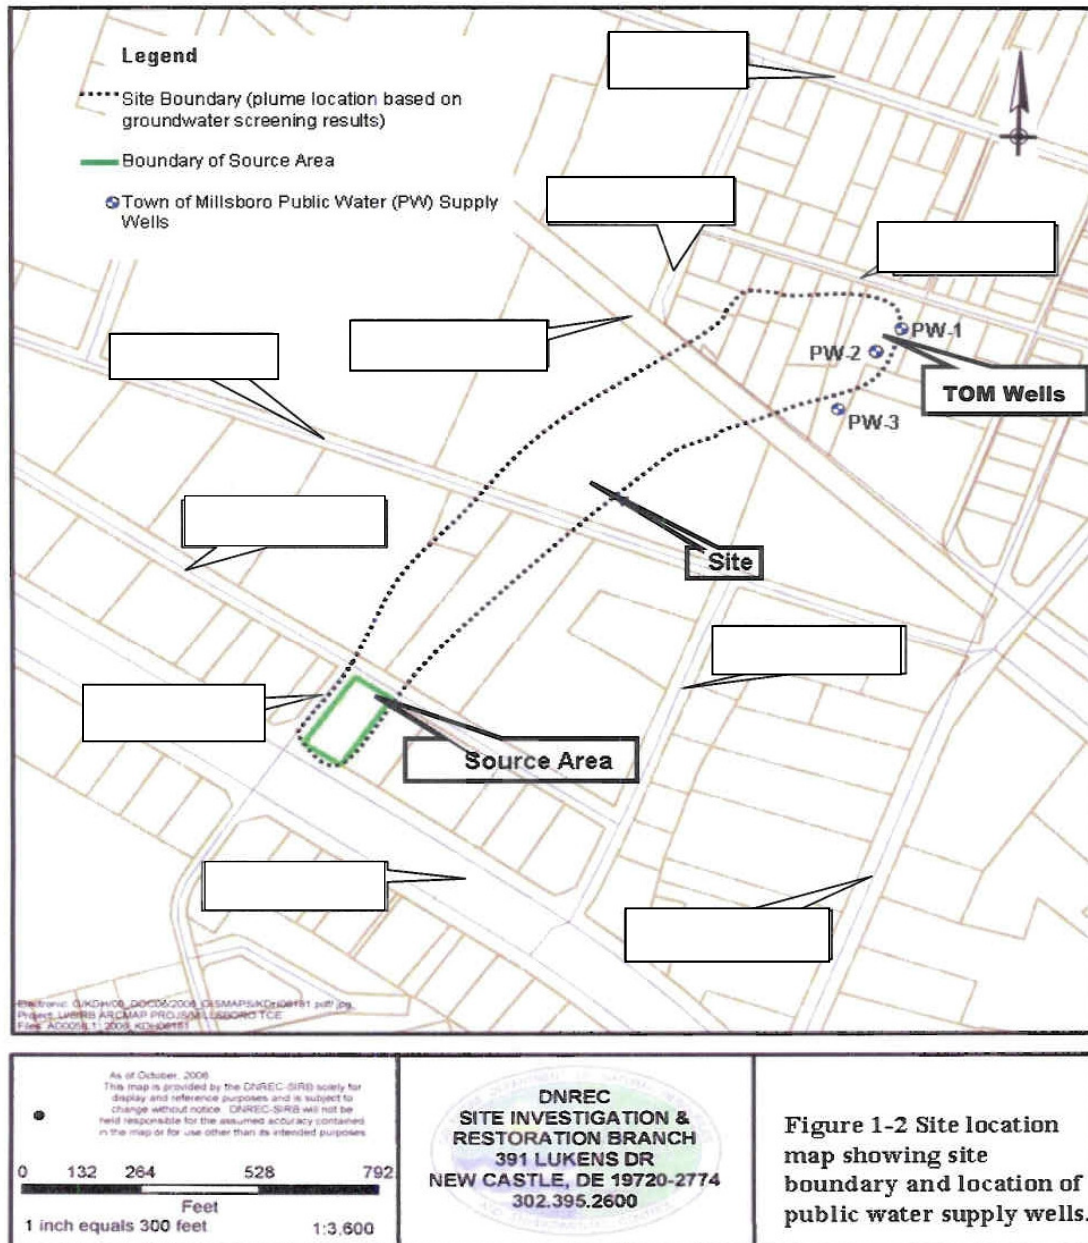 Legend
Site Boundary (plume location based on
groundwater screening results)
Boundary of Source Area
Town of Millsboro Public Water (PW) Supply
Wells
PW-1
PW-2
TOM Wells
PW-3
Site
Source Area
Project:
MILLSBORO TCE
As of October, 2006
This map is provided by the DNREC-SIRB solely for
display and reference purposes and is subject to
change without notice. DNREC-SIRB will not be
held responsible for the assumed accuracy contained
in the map or for use other than its intended purposes
0 132 264 528 792
Feet
1 inch equals 300 feet 1:3,600
DNREC
SITE INVESTIGATION &
RESTORATION BRANCH
391 LUKENS DR
NEW CASTLE, DE 19720-2774
302.395.2600
Figure 1-2 Site location
map showing site
boundary and location of
public water supply wells.